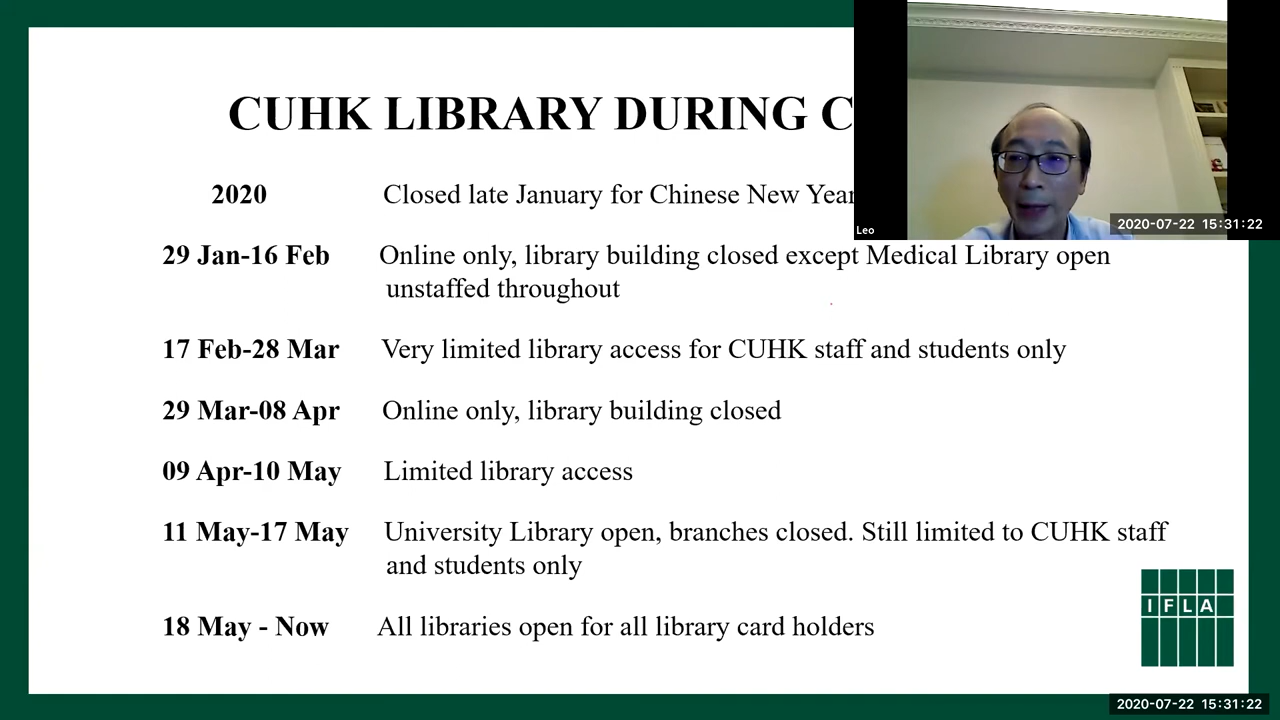 CUHK LIBRARY DURING C
2020 Closed late January for Chinese New Year
29 Jan-16 Feb Online only, library building closed except Medical Library open
unstaffed throughout
17 Feb-28 Mar Very limited library access for CUHK staff and students only
29 Mar-08 Apr Online only, library building closed
09 Apr-10 May Limited library access
11 May-17 May University Library open, branches closed. Still limited to CUHK staff
and students only
18 May - Now All libraries open for all library card holders
Leo
2020-07-22 15:31:22
IFLA
2020-07-22 15:31:22